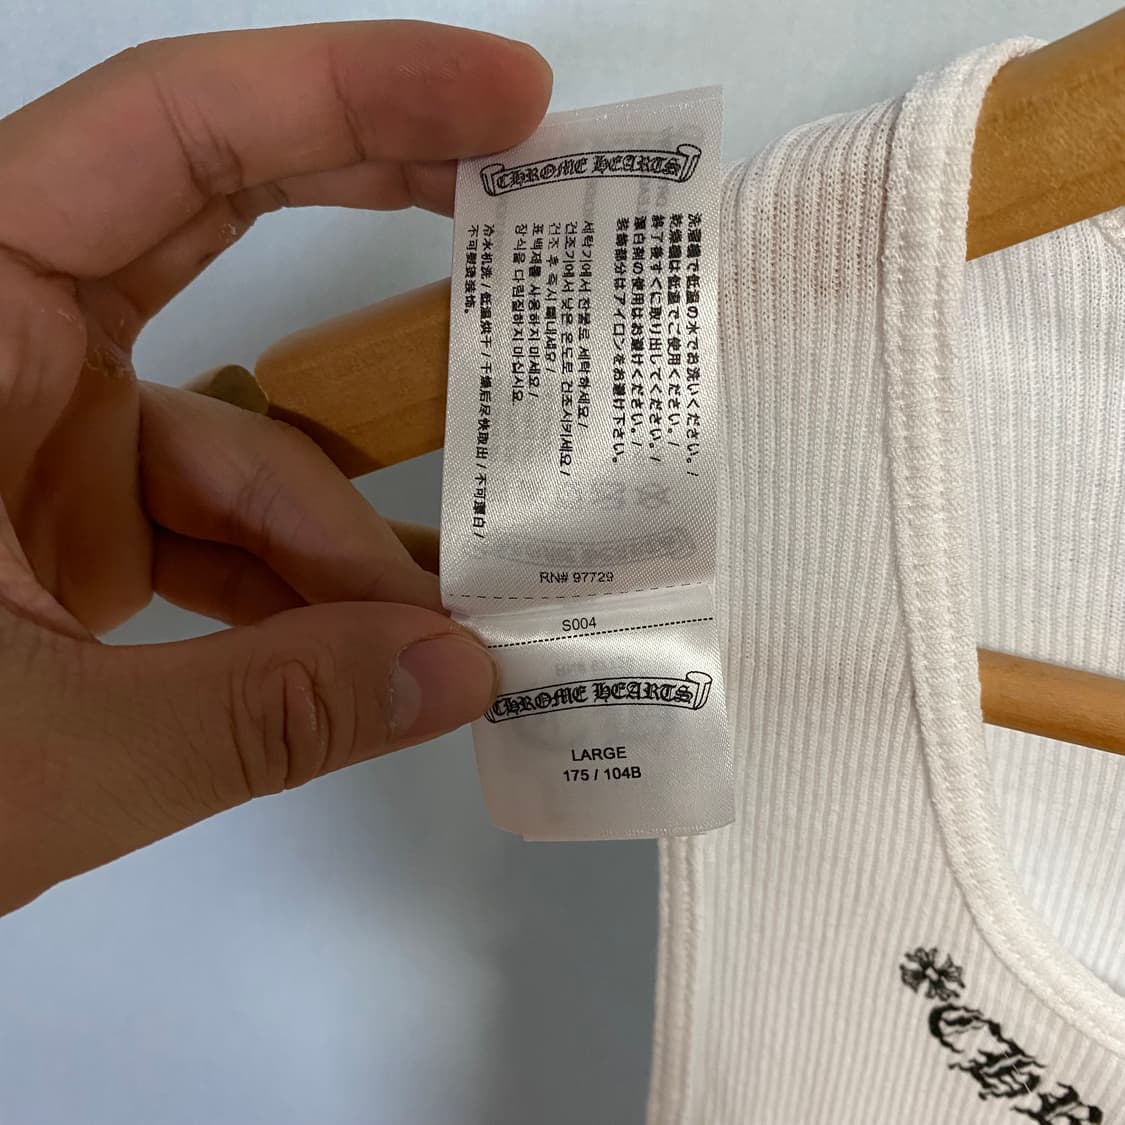 CHROME HEARTS
洗濯機で低温の水でお洗いください。/
乾燥機は低温でご使用ください。/
終了後すぐに取り出してください。/
漂白剤の使用はお避けください。/
装飾部分はアイロンをお避け下さい。
세탁기에서 찬물로 세탁하세요/
건조기에서 낮은 온도로 건조시키세요/
건조 후 즉시 빼내세요/
표백제를 사용하지 마세요/
장식을 다림질하지 마십시오.
冷水机洗/低温烘干/干燥后尽快取出/不可漂白/
不可熨烫装饰。
RN# 97729
S004
CHROME HEARTS
LARGE
175 / 104B